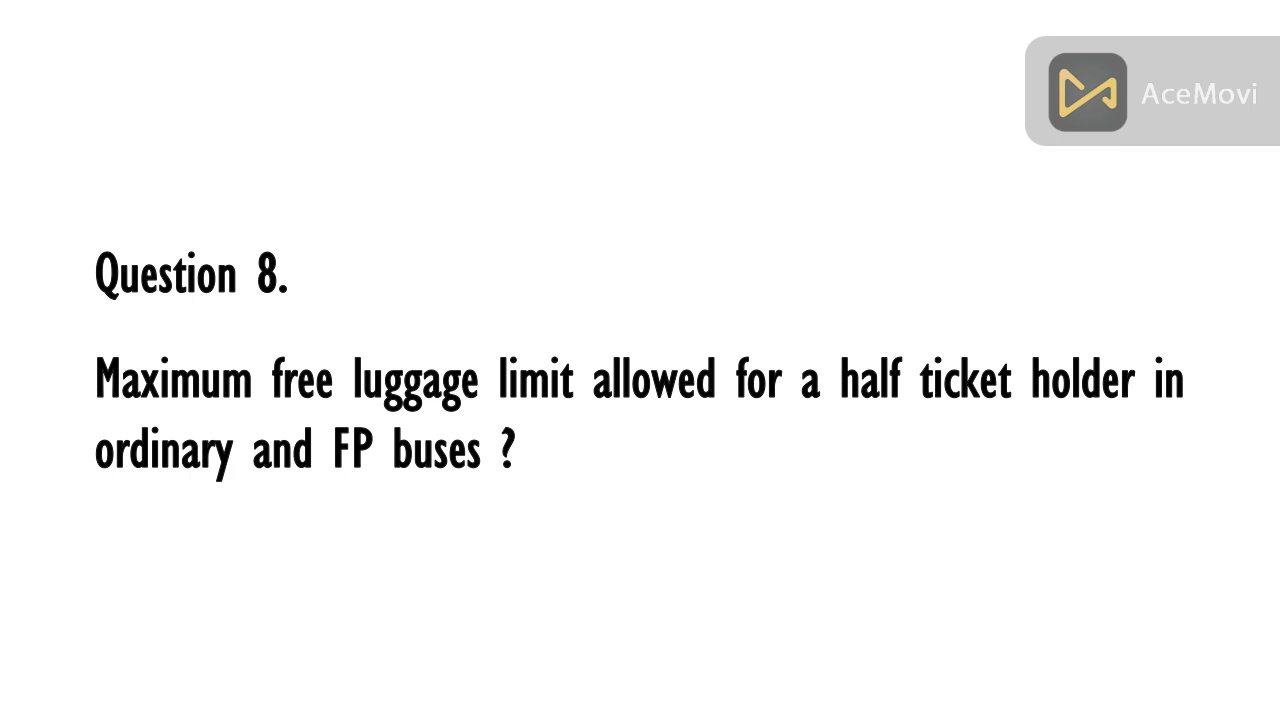 AceMovi
Question 8.
Maximum free luggage limit allowed for a half ticket holder in
ordinary and FP buses ?